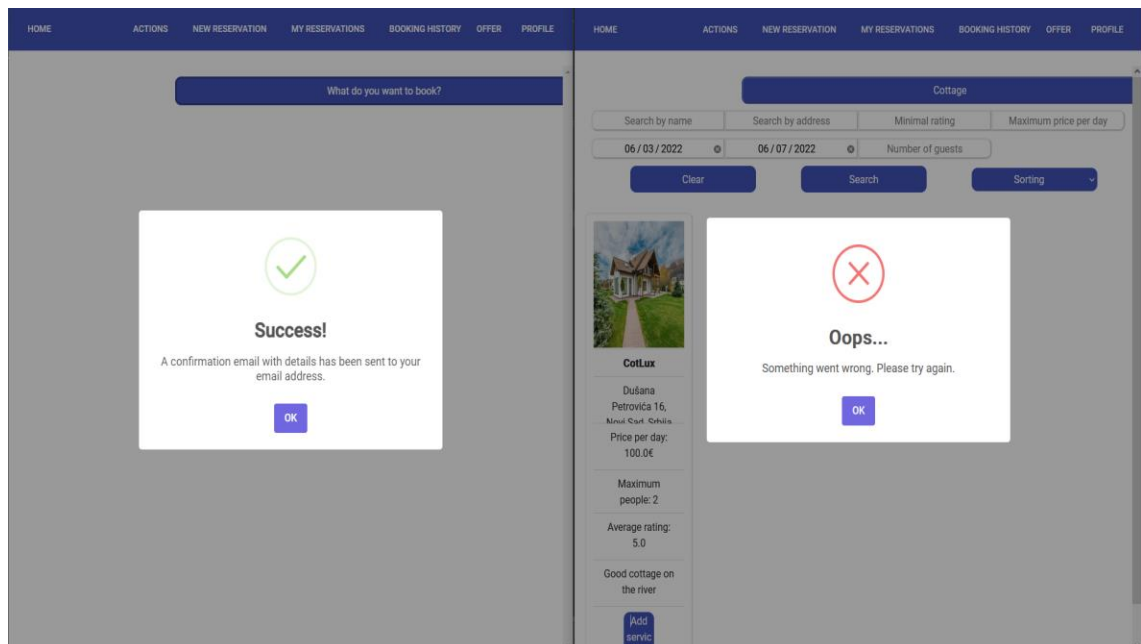 HOME ACTIONS NEW RESERVATION MY RESERVATIONS BOOKING HISTORY OFFER PROFILE
What do you want to book?
Success!
A confirmation email with details has been sent to your
email address.
OK
HOME ACTIONS NEW RESERVATION MY RESERVATIONS BOOKING HISTORY OFFER PROFILE
Cottage
Search by name Search by address Minimal rating Maximum price per day
06 / 03 / 2022 06 / 07 / 2022 Number of guests
Clear Search Sorting
CotLux
Dušana
Petrovića 16,
Novi Sad, Srbija
Price per day:
100.0€
Maximum
people: 2
Average rating:
5.0
Good cottage on
the river
Add
servic
Oops...
Something went wrong. Please try again.
OK